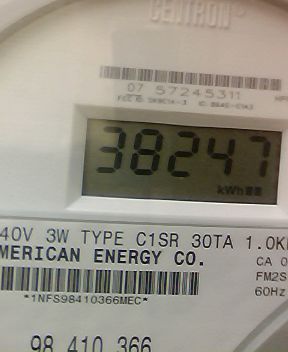 CENTRON®
07 57245311
38247
kWh
40V 3W TYPE C1SR 30TA 1.0K
MERICAN ENERGY CO.
CA 0
FM2S
60Hz
*1NFS98410366MEC*
98 410 366